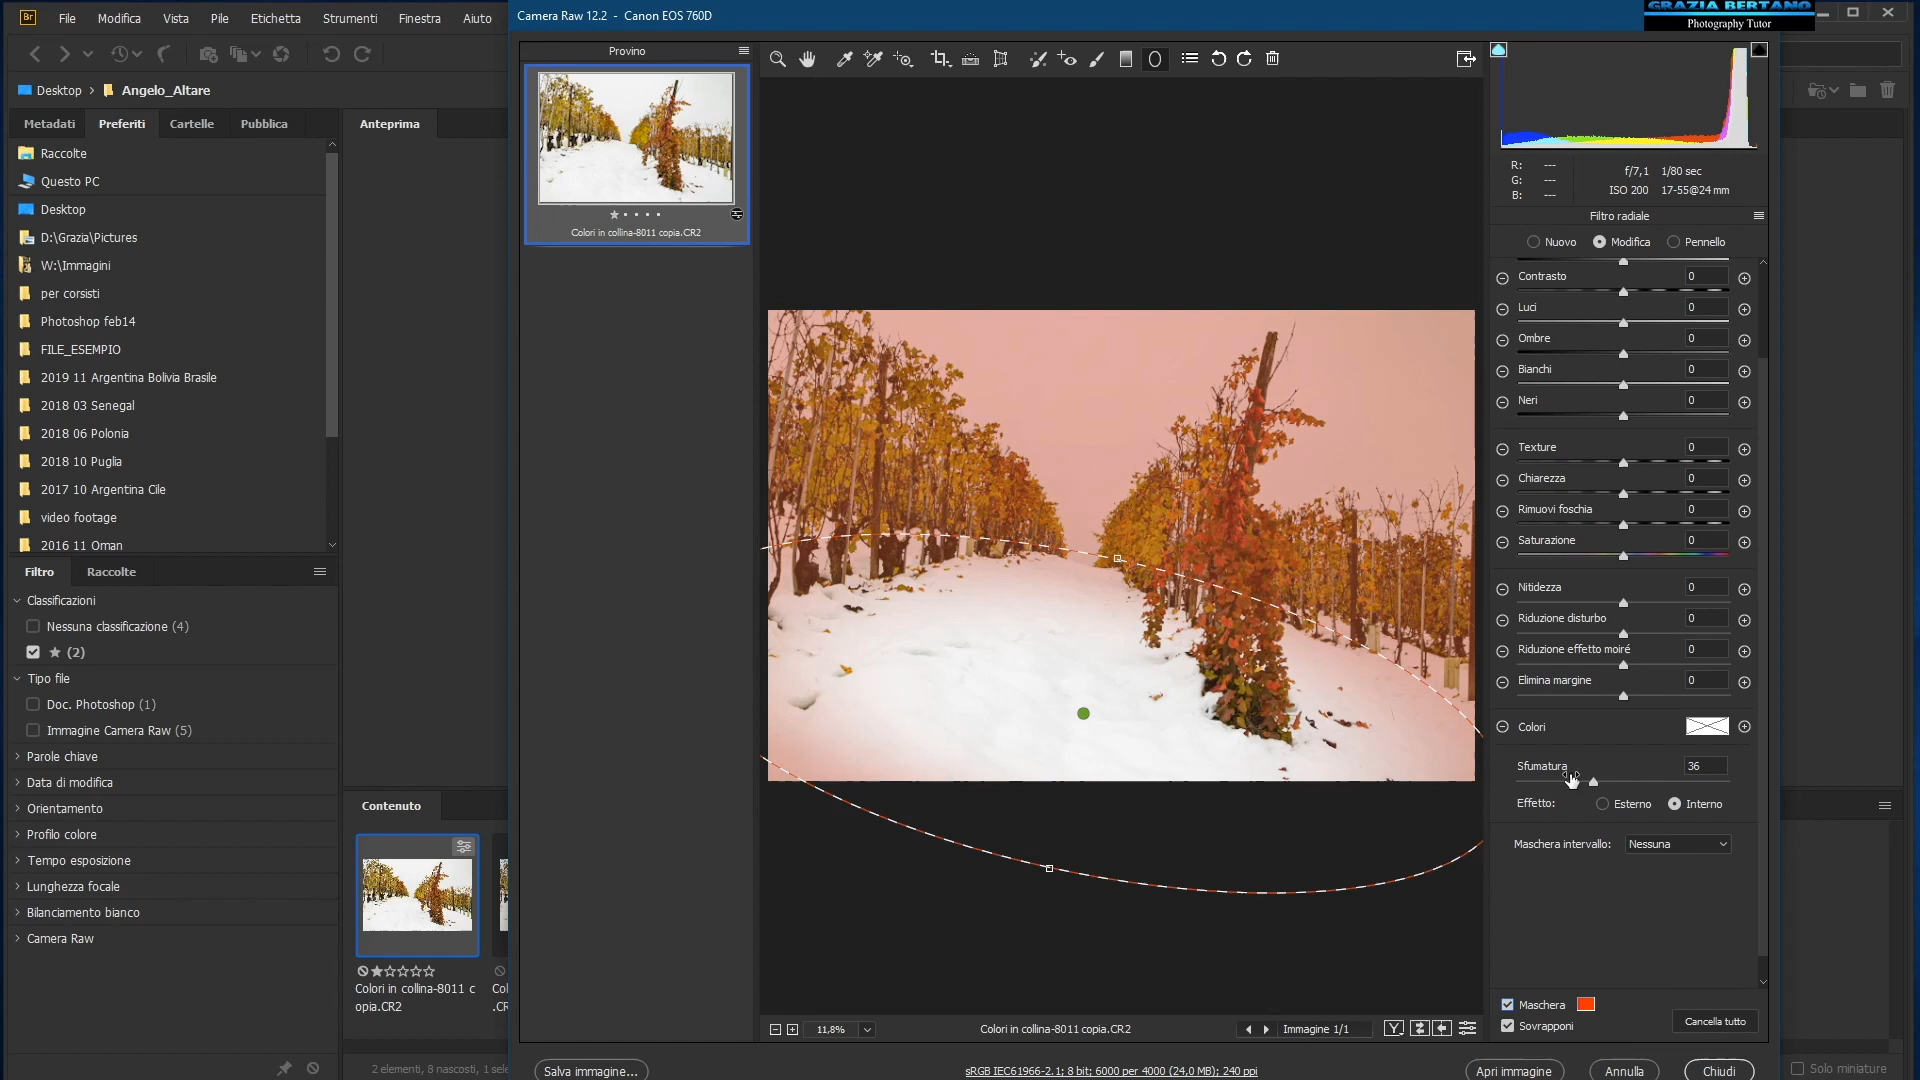 Br File Modifica Vista Pile Etichetta Strumenti Finestra Aiuto
Camera Raw 12.2 - Canon EOS 760D
GRAZIA BERTANO
Photography Tutor
Desktop > Angelo_Altare
Metadati Preferiti Cartelle Pubblica
Raccolte
Questo PC
Desktop
D:\Grazia\Pictures
W:\Immagini
per corsisti
Photoshop feb14
FILE_ESEMPIO
2019 11 Argentina Bolivia Brasile
2018 03 Senegal
2018 06 Polonia
2018 10 Puglia
2017 10 Argentina Cile
video footage
2016 11 Oman
Filtro Raccolte
Classificazioni
Nessuna classificazione (4)
★ (2)
Tipo file
Doc. Photoshop (1)
Immagine Camera Raw (5)
Parole chiave
Data di modifica
Orientamento
Profilo colore
Tempo esposizione
Lunghezza focale
Bilanciamento bianco
Camera Raw
Anteprima
Contenuto
Colori in collina-8011 c
opia.CR2
Col
.CR
2 elementi, 8 nascosti, 1 sele
Provino
Colori in collina-8011 copia.CR2
11,8%
Colori in collina-8011 copia.CR2
Immagine 1/1
Salva immagine...
sRGB IEC61966-2.1; 8 bit; 6000 per 4000 (24,0 MB); 240 ppi
Apri immagine Annulla Chiudi
R: ---
G: ---
B: ---
f/7,1 1/80 sec
ISO 200 17-55@24 mm
Filtro radiale
Nuovo Modifica Pennello
Contrasto 0
Luci 0
Ombre 0
Bianchi 0
Neri 0
Texture 0
Chiarezza 0
Rimuovi foschia 0
Saturazione 0
Nitidezza 0
Riduzione disturbo 0
Riduzione effetto moiré 0
Elimina margine 0
Colori
Sfumatura 36
Effetto: Esterno Interno
Maschera intervallo: Nessuna
Maschera
Sovrapponi
Cancella tutto
Solo miniature